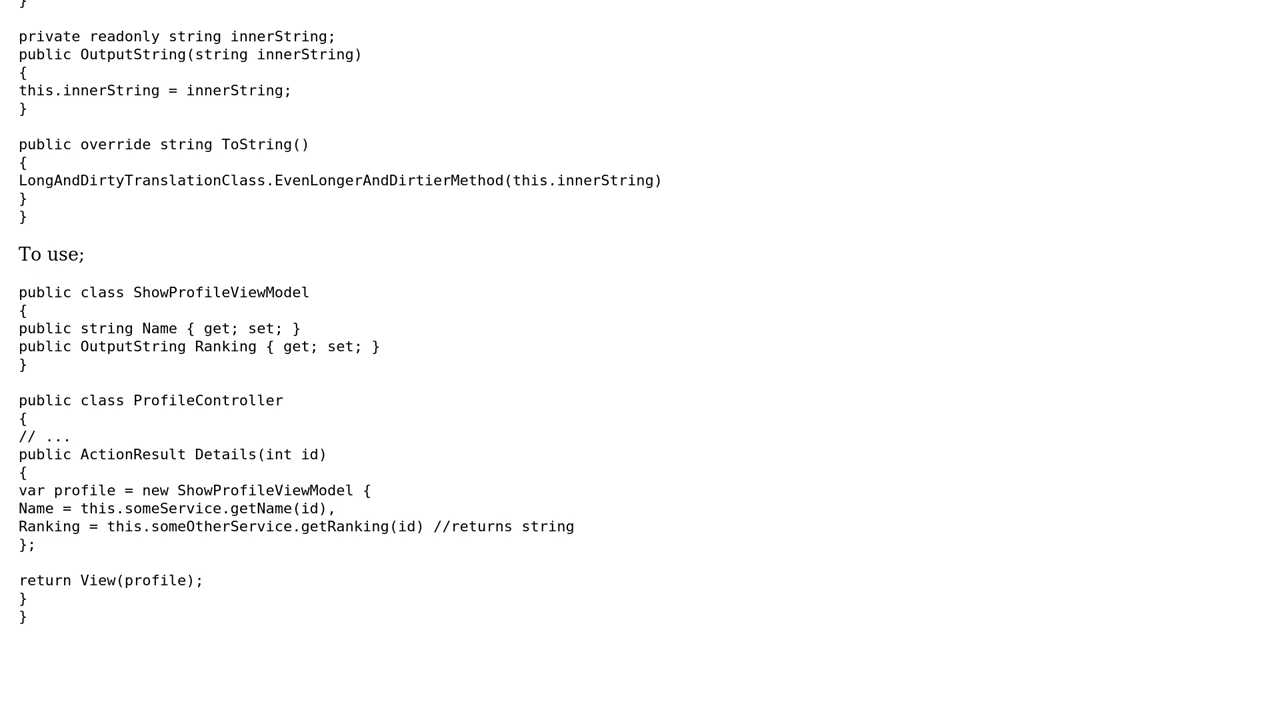 }
private readonly string innerString;
public OutputString(string innerString)
{
this.innerString = innerString;
}
public override string ToString()
{
LongAndDirtyTranslationClass.EvenLongerAndDirtierMethod(this.innerString)
}
}
To use;
public class ShowProfileViewModel
{
public string Name { get; set; }
public OutputString Ranking { get; set; }
}
public class ProfileController
{
// ...
public ActionResult Details(int id)
{
var profile = new ShowProfileViewModel {
Name = this.someService.getName(id),
Ranking = this.someOtherService.getRanking(id) //returns string
};
return View(profile);
}
}